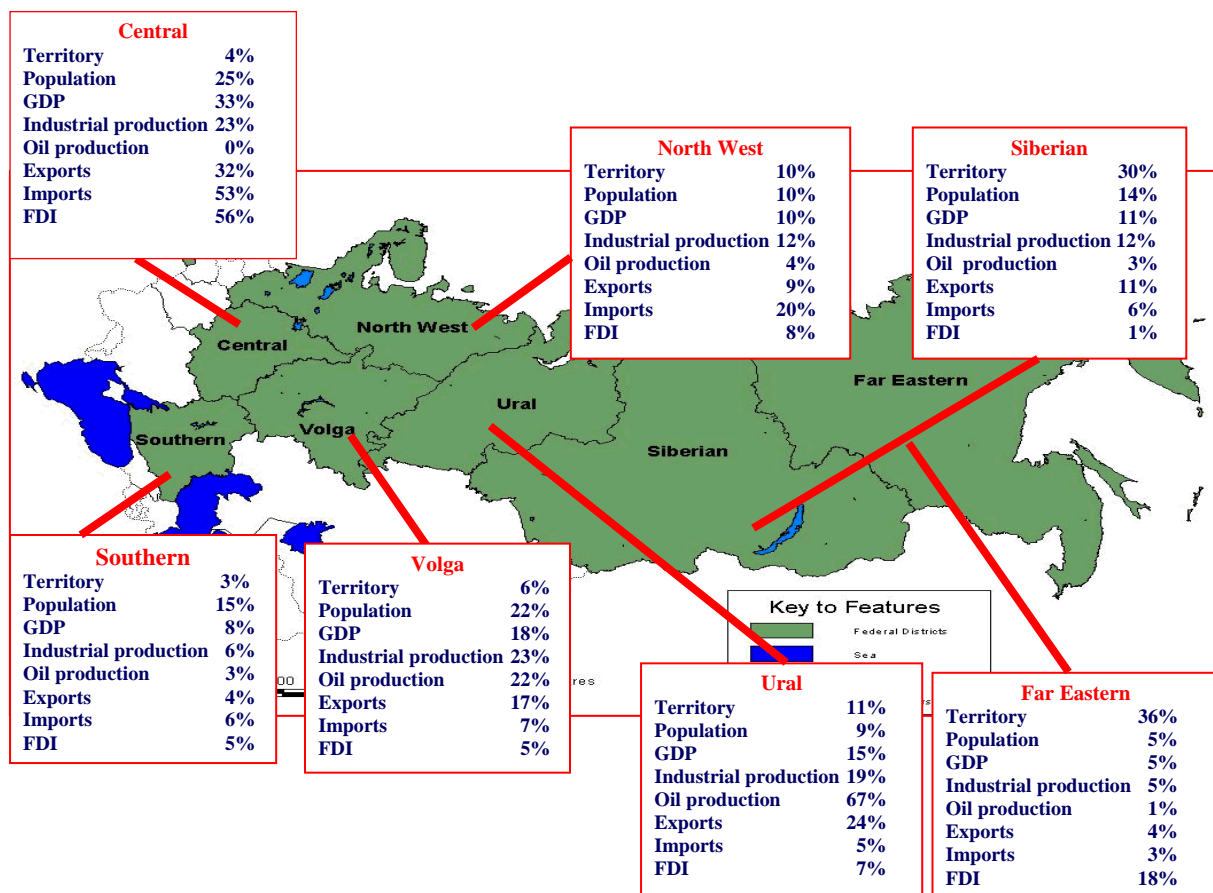 Central
Territory 4%
Population 25%
GDP 33%
Industrial production 23%
Oil production 0%
Exports 32%
Imports 53%
FDI 56%
North West
Territory 10%
Population 10%
GDP 10%
Industrial production 12%
Oil production 4%
Exports 9%
Imports 20%
FDI 8%
Siberian
Territory 30%
Population 14%
GDP 11%
Industrial production 12%
Oil production 3%
Exports 11%
Imports 6%
FDI 1%
North West
Central
Far Eastern
Ural
Volga
Southern
Siberian
Southern
Territory 3%
Population 15%
GDP 8%
Industrial production 6%
Oil production 3%
Exports 4%
Imports 6%
FDI 5%
Volga
Territory 6%
Population 22%
GDP 18%
Industrial production 23%
Oil production 22%
Exports 17%
Imports 7%
FDI 5%
Key to Features
Federal Districts
Sea
Ural
Territory 11%
Population 9%
GDP 15%
Industrial production 19%
Oil production 67%
Exports 24%
Imports 5%
FDI 7%
Far Eastern
Territory 36%
Population 5%
GDP 5%
Industrial production 5%
Oil production 1%
Exports 4%
Imports 3%
FDI 18%